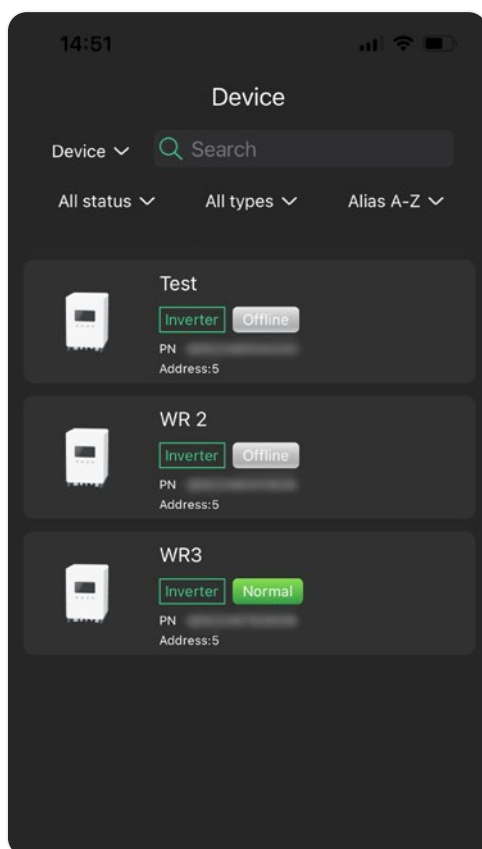 14:51
Device
Device Search
All status All types Alias A-Z
Test
Inverter Offline
PN
Address:5
WR 2
Inverter Offline
PN
Address:5
WR3
Inverter Normal
PN
Address:5